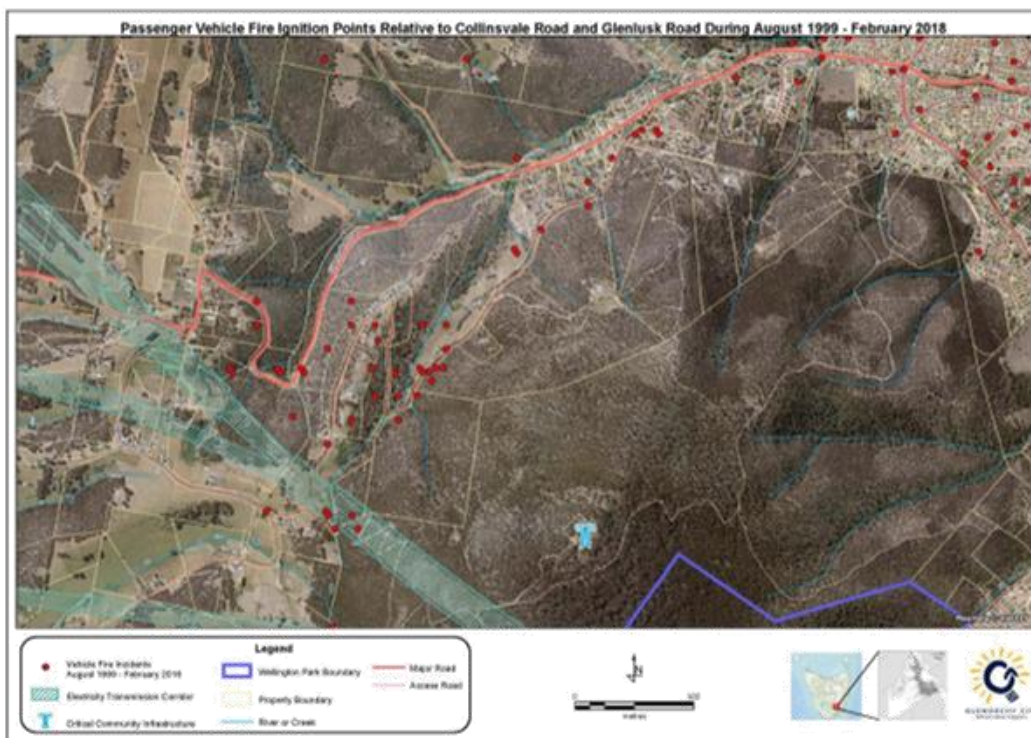 Passenger Vehicle Fire Ignition Points Relative to Collinsvale Road and Glenlusk Road During August 1999 - February 2018
Legend
Vehicle Fire Incidents
August 1999 - February 2018
Electricity Transmission Corridor
Critical Community Infrastructure
Wellington Park Boundary
Property Boundary
River or Creek
Major Road
Access Road
N
0
metres
GLENORCHY CITY